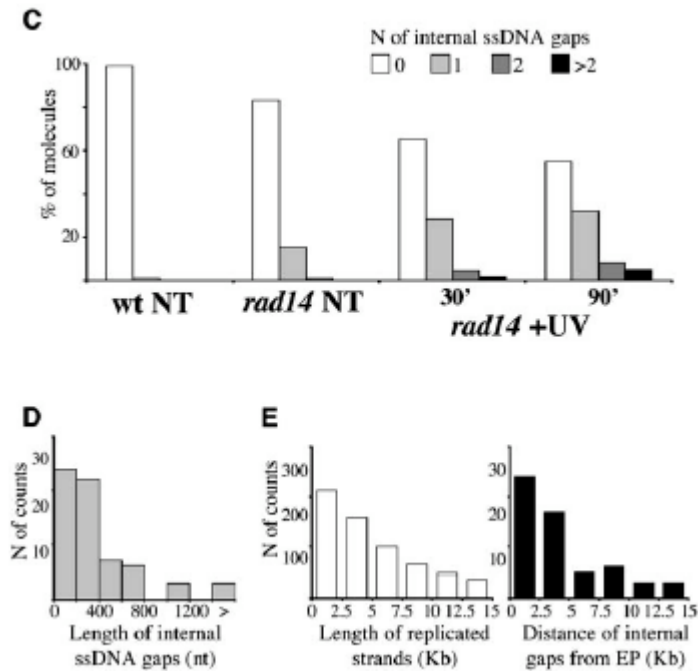 C
N of internal ssDNA gaps
0 1 2 >2
% of molecules
100
60
20
wt NT
rad14 NT
30’ 90’
rad14 +UV
D
N of counts
30
20
10
0 400 800 1200 >
Length of internal
ssDNA gaps (nt)
E
N of counts
300
200
100
0 2.5 5 7.5 10 12.5 15
Length of replicated
strands (Kb)
30
20
10
0 2.5 5 7.5 10 12.5 15
Distance of internal
gaps from EP (Kb)